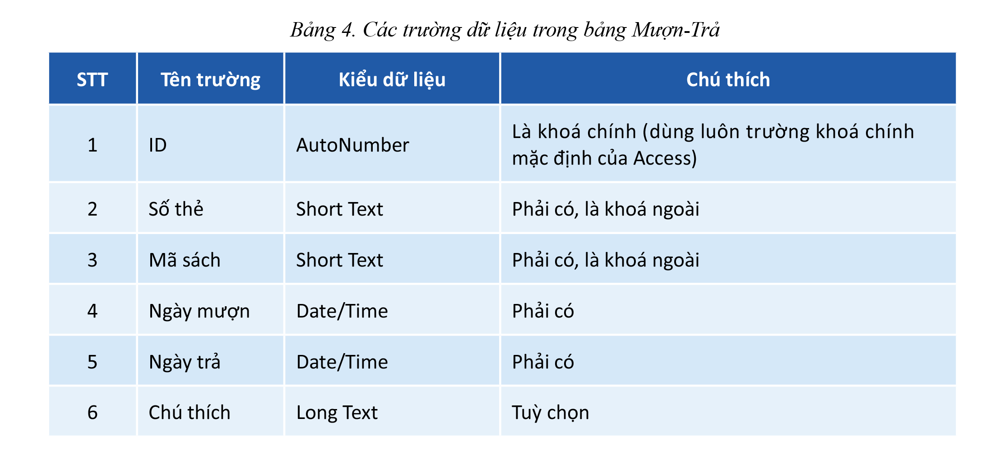 Bảng 4. Các trường dữ liệu trong bảng Mượn-Trả
STT Tên trường Kiểu dữ liệu Chú thích
1 ID AutoNumber Là khoá chính (dùng luôn trường khoá chính
mặc định của Access)
2 Số thẻ Short Text Phải có, là khoá ngoài
3 Mã sách Short Text Phải có, là khoá ngoài
4 Ngày mượn Date/Time Phải có
5 Ngày trả Date/Time Phải có
6 Chú thích Long Text Tuỳ chọn